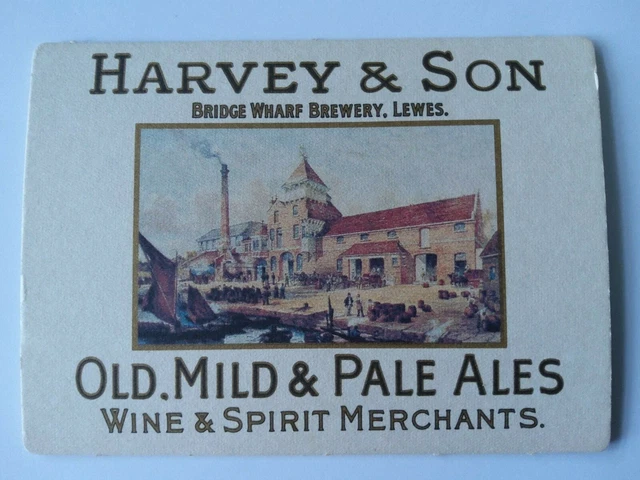 HARVEY & SON
BRIDGE WHARF BREWERY, LEWES.
OLD, MILD & PALE ALES
WINE & SPIRIT MERCHANTS.